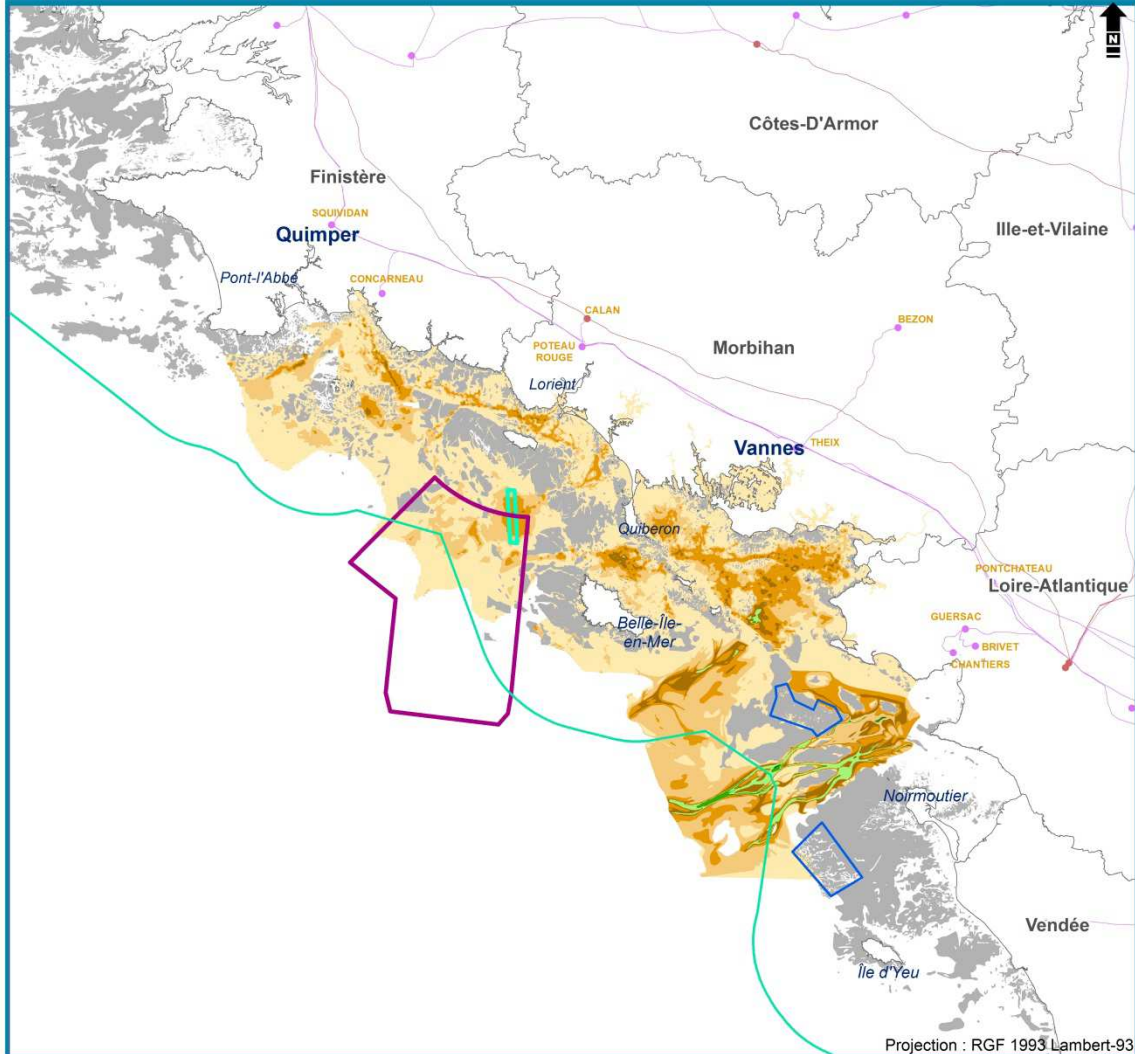 N
Côtes-D'Armor
Finistère
SQUIVIDAN
Quimper
Ille-et-Vilaine
Pont-l'Abbé
CONCARNEAU
CALAN
BEZON
POTEAU
ROUGE
Morbihan
Lorient
Vannes
THEIX
Quiberon
PONTCHATEAU
Loire-Atlantique
GUERSAC
Belle-Ile-
en-Mer
BRIVET
CHANTIERS
Noirmoutier
Vendée
Île d'Yeu
Projection : RGF 1993 Lambert-93